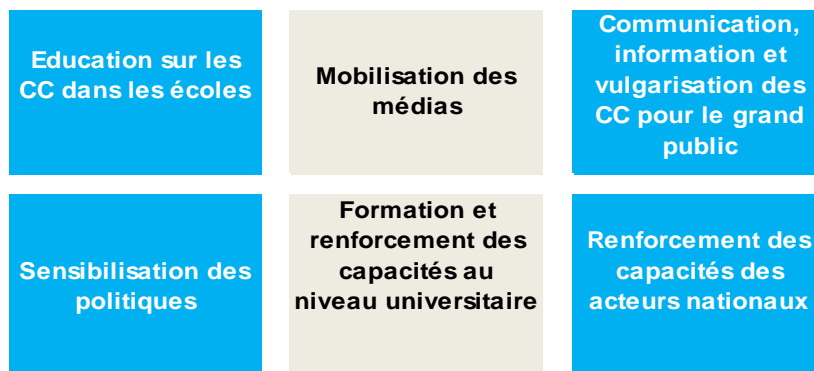 Education sur les
CC dans les écoles
Mobilisation des
médias
Communication,
information et
vulgarisation des
CC pour le grand
public
Sensibilisation des
politiques
Formation et
renforcement des
capacités au
niveau universitaire
Renforcement des
capacités des
acteurs nationaux